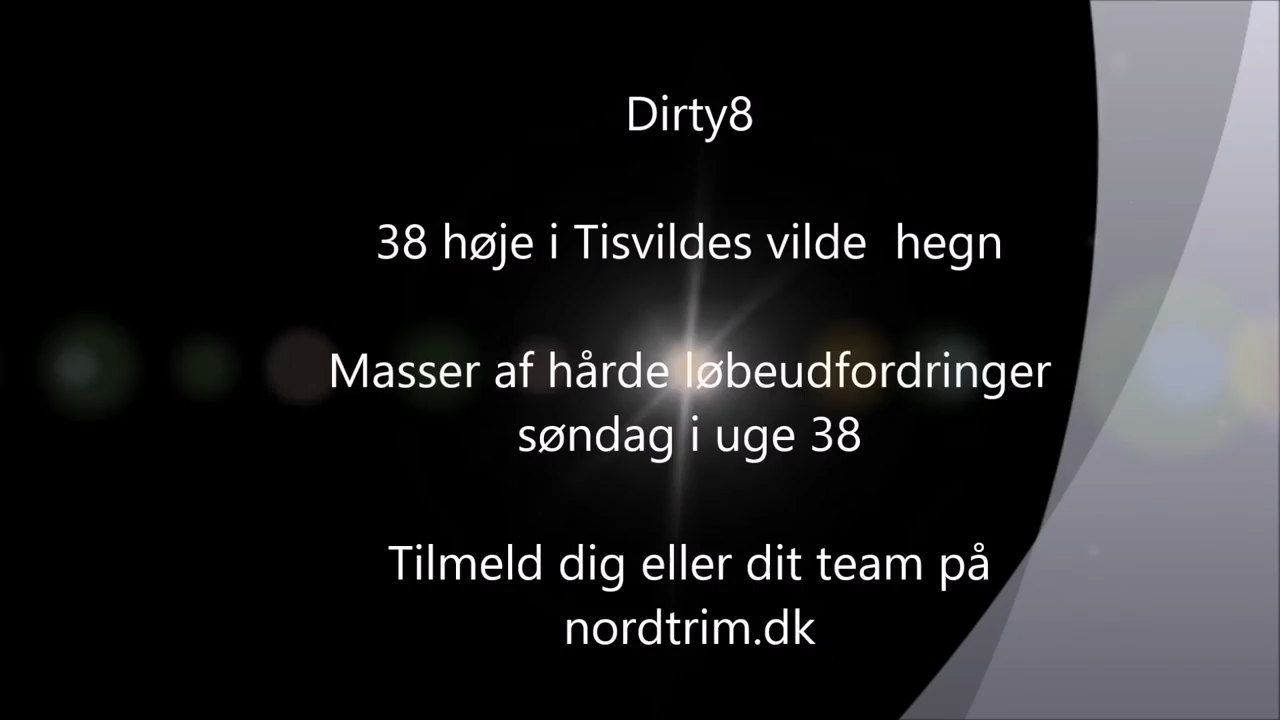 Dirty8
38 høje i Tisvildes vilde  hegn
Masser af hårde løbeudfordringer
søndag i uge 38
Tilmeld dig eller dit team på
nordtrim.dk